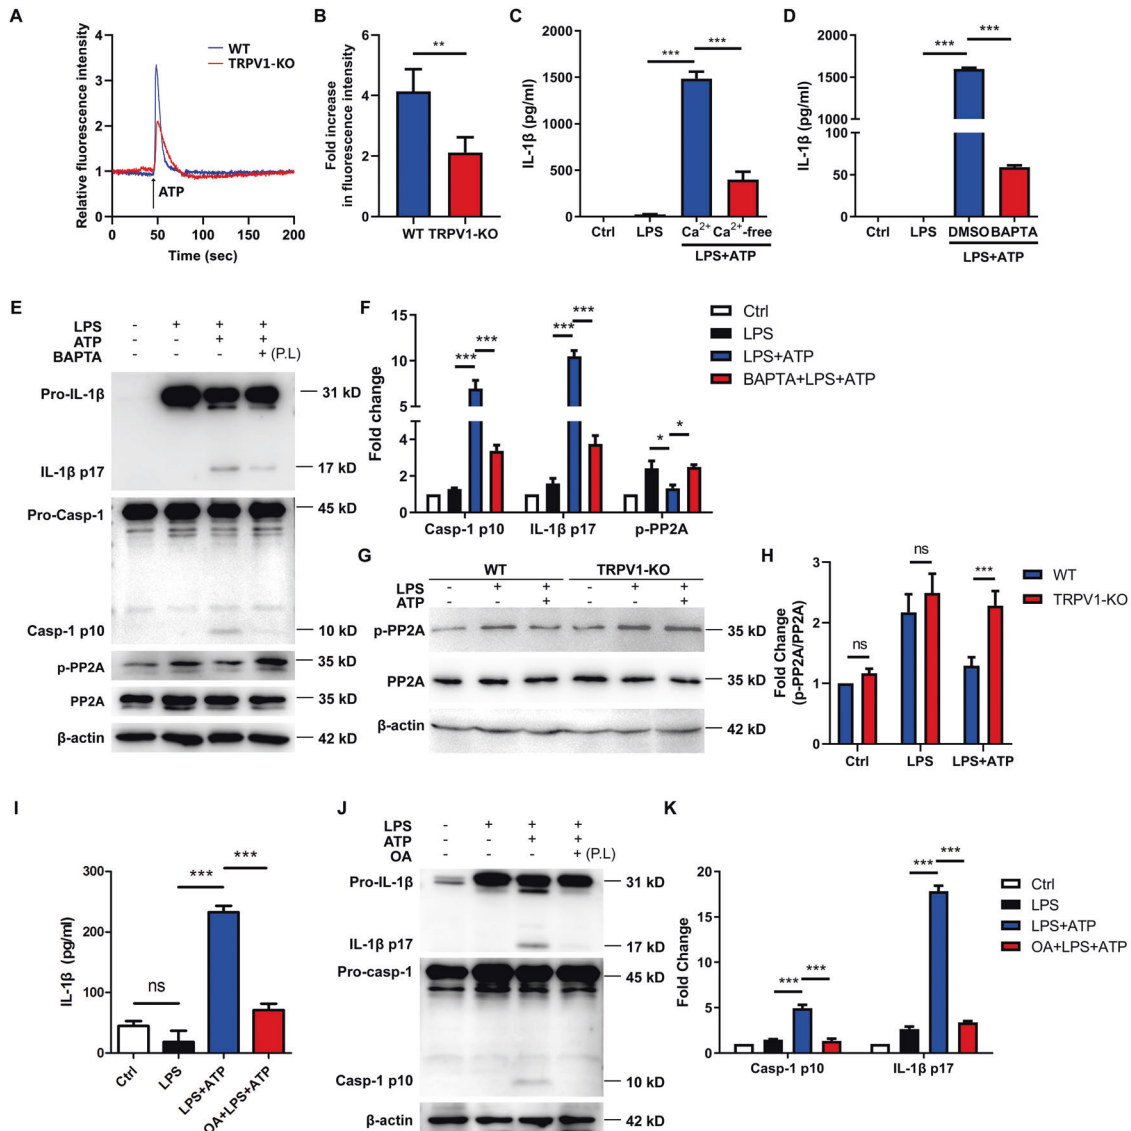 A
Relative fluorescence intensity
4
3
2
1
0
WT
TRPV1-KO
ATP
0 50 100 150 200
Time (sec)
B
Fold increase
in fluorescence intensity
6
4
2
0
**
WT TRPV1-KO
C
IL-1β
(pg/ml)
2000
1500
1000
500
0
*** ***
Ctrl LPS Ca2+ Ca2+-free
LPS+ATP
D
IL-1β (pg/ml)
2000
1500
1000
100
50
0
*** ***
Ctrl LPS DMSO BAPTA
LPS+ATP
E
LPS - + + +
ATP - - + +
BAPTA - - - + (P.L)
Pro-IL-1β 31 kD
IL-1β p17 17 kD
Pro-Casp-1 45 kD
Casp-1 p10 10 kD
p-PP2A 35 kD
PP2A 35 kD
β-actin 42 kD
F
Fold change
15
10
5
4
2
0
*** *** *** *** * *
Casp-1 p10 IL-1β p17 p-PP2A
Ctrl
LPS
LPS+ATP
BAPTA+LPS+ATP
G
WT TRPV1-KO
LPS - + + - + +
ATP - - + - - +
p-PP2A 35 kD
PP2A 35 kD
β-actin 42 kD
H
Fold Change
(p-PP2A/PP2A)
3
2
1
0
ns ns ***
Ctrl LPS LPS+ATP
WT
TRPV1-KO
I
IL-1β (pg/ml)
300
200
100
0
ns *** ***
Ctrl LPS LPS+ATP OA+LPS+ATP
J
LPS - + + +
ATP - - + +
OA - - - + (P.L)
Pro-IL-1β 31 kD
IL-1β p17 17 kD
Pro-casp-1 45 kD
Casp-1 p10 10 kD
β-actin 42 kD
K
Fold Change
20
15
10
5
0
*** *** *** ***
Casp-1 p10 IL-1β p17
Ctrl
LPS
LPS+ATP
OA+LPS+ATP